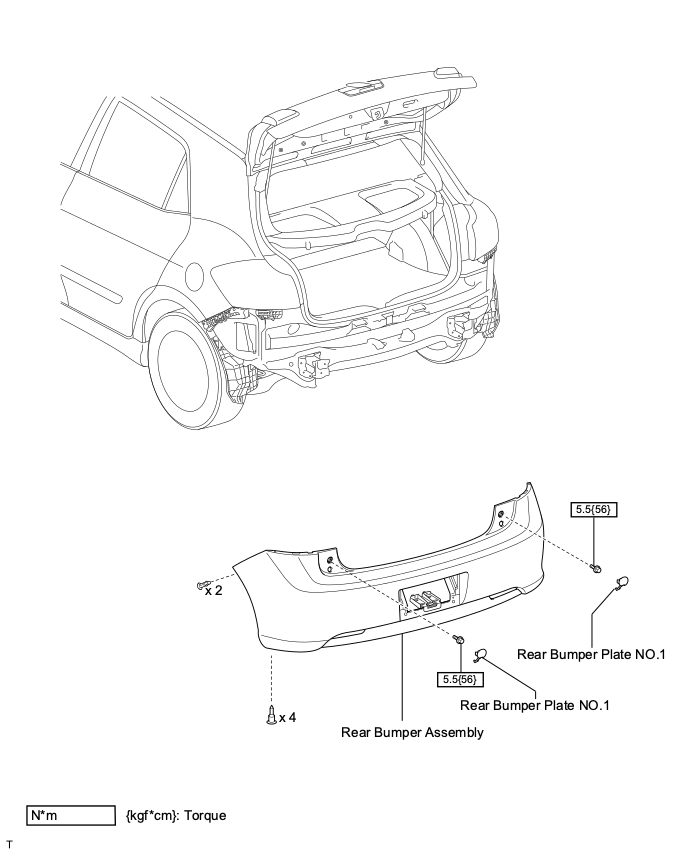 5.5{56}
x 2
Rear Bumper Plate NO.1
5.5{56}
Rear Bumper Plate NO.1
x 4
Rear Bumper Assembly
N*m {kgf*cm}: Torque
T